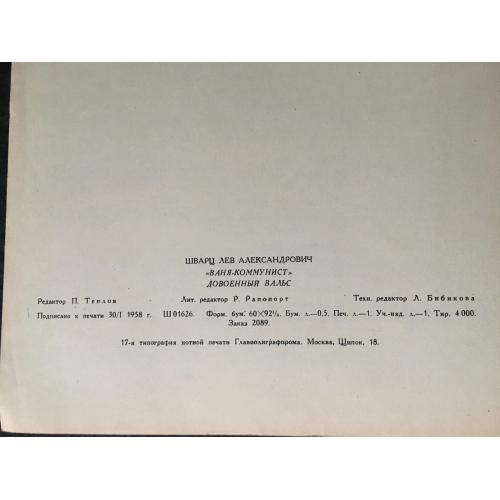 ШВАРЦ ЛЕВ АЛЕКСАНДРОВИЧ
«ВАНЯ-КОММУНИСТ»
ДОВОЕННЫЙ ВАЛЬС
Редактор П. Теплов Лит. редактор Р. Рапопорт Техн. редактор Л. Бибикова
Подписано к печати 30/I 1958 г. Ш 01626. Форм. бум. 60×92¹/₈. Бум. л.—0,5. Печ. л.—1. Уч.-изд. л.—1. Тир. 4 000.
Заказ 2089.
17-я типография нотной печати Главполиграфпрома. Москва, Щипок, 18.